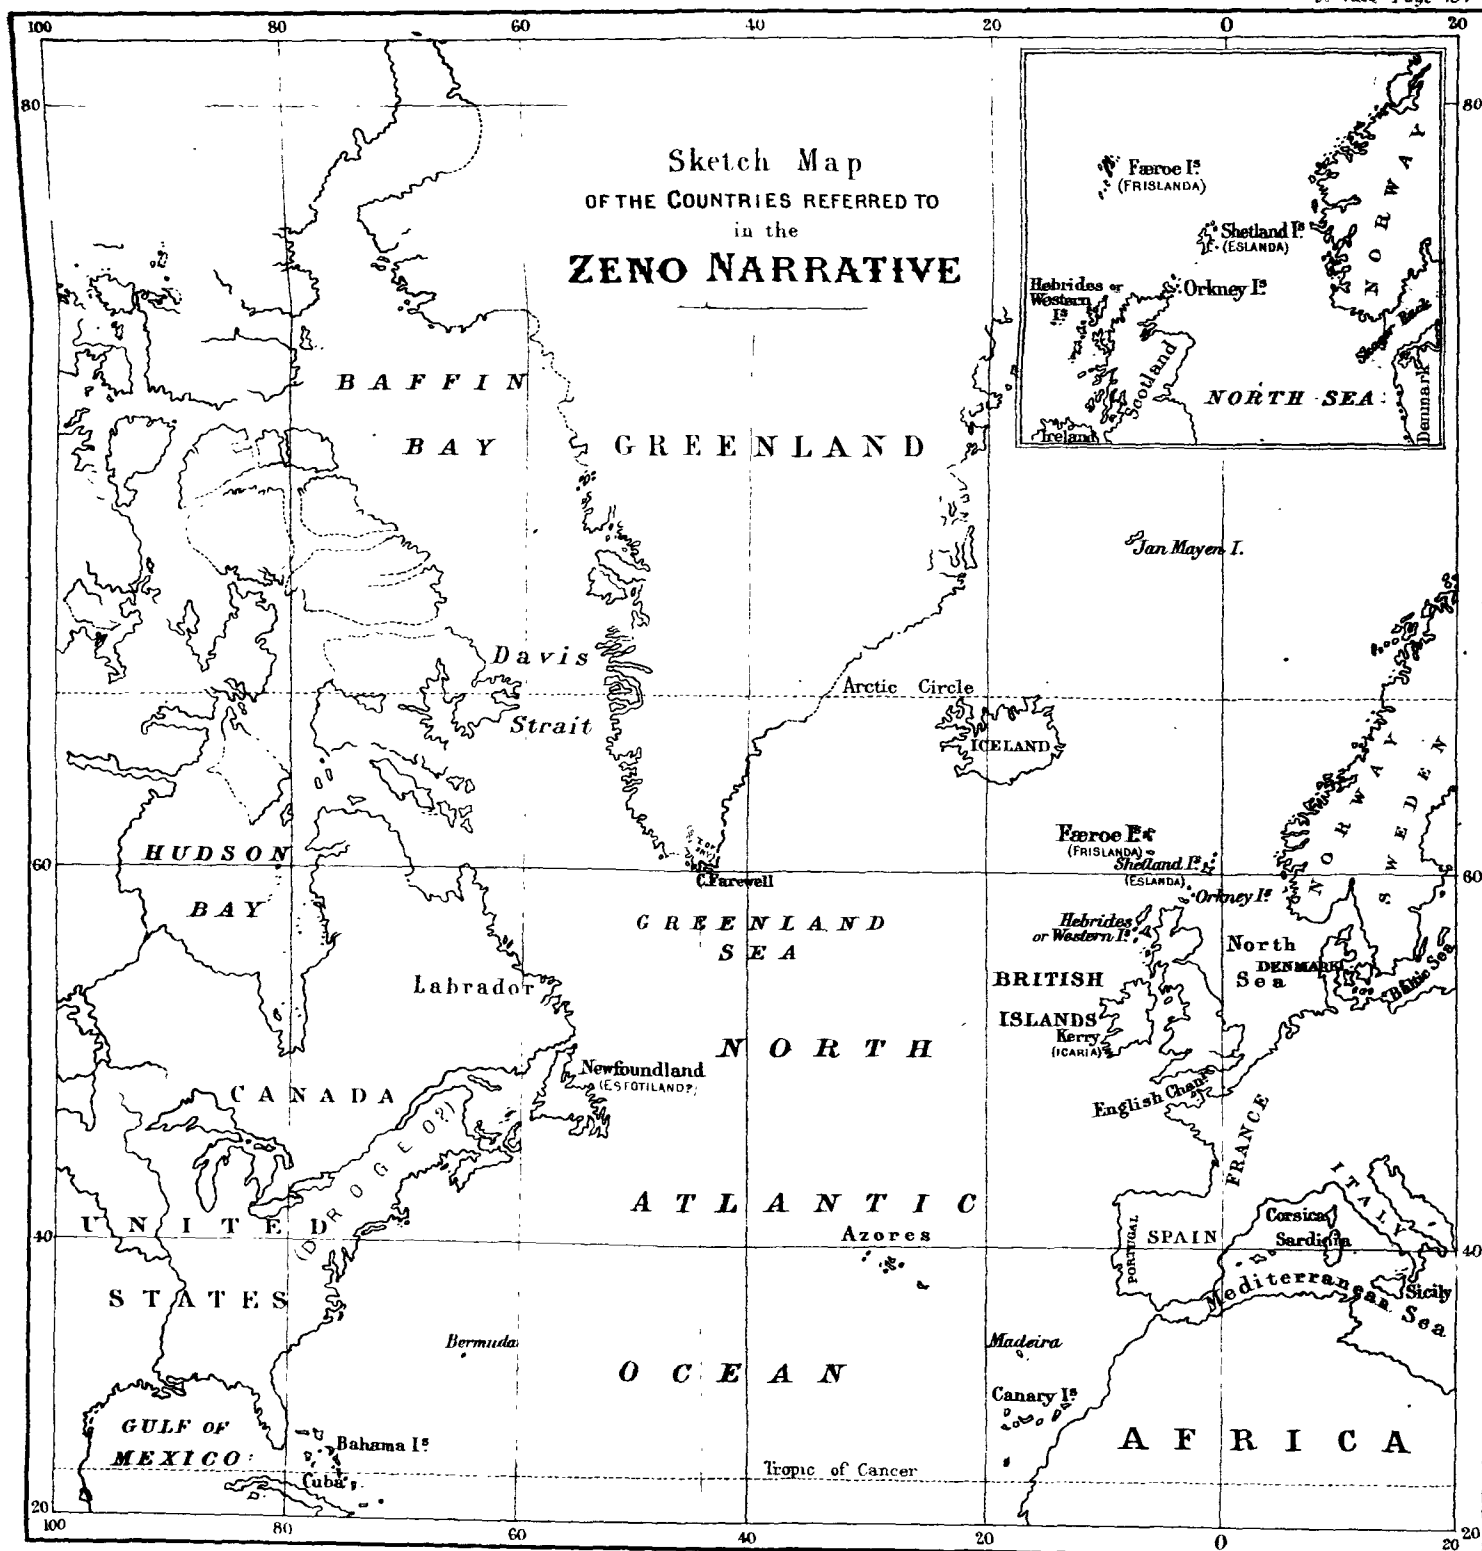 100 80 60 40 20 0 20
80
Sketch Map
OF THE COUNTRIES REFERRED TO
in the
ZENO NARRATIVE
Færoe Iˢ.
(FRISLANDA)
Shetland Iˢ.
(ESLANDA)
Orkney Iˢ.
Hebrides or
Western
Iˢ.
Scotland
Ireland
NORWAY
NORTH SEA
Denmark
80
BAFFIN
BAY
GREENLAND
Jan Mayen I.
Davis
Strait
Arctic Circle
ICELAND
NORWAY
SWEDEN
HUDSON
BAY
60
C. Farewell
Færoe Iˢ.
(FRISLANDA)
Shetland Iˢ.
(ESLANDA)
Orkney Iˢ.
60
GREENLAND
SEA
Hebrides
or Western Iˢ.
North
Sea
DENMARK
Baltic Sea
Labrador
BRITISH
ISLANDS
Kerry
(ICARIA)
NORTH
Newfoundland
(ESTOTILAND?)
CANADA
English Chanˡ.
FRANCE
(DROGEO?)
ATLANTIC
UNITED
STATES
40
Azores
PORTUGAL
SPAIN
Corsica
Sardinia
ITALY
40
Mediterranean Sea
Sicily
Bermuda
Madeira
OCEAN
Canary Iˢ.
AFRICA
GULF OF
MEXICO
Bahama Iˢ.
Cuba
Tropic of Cancer
20
20
100 80 60 40 20 0 20